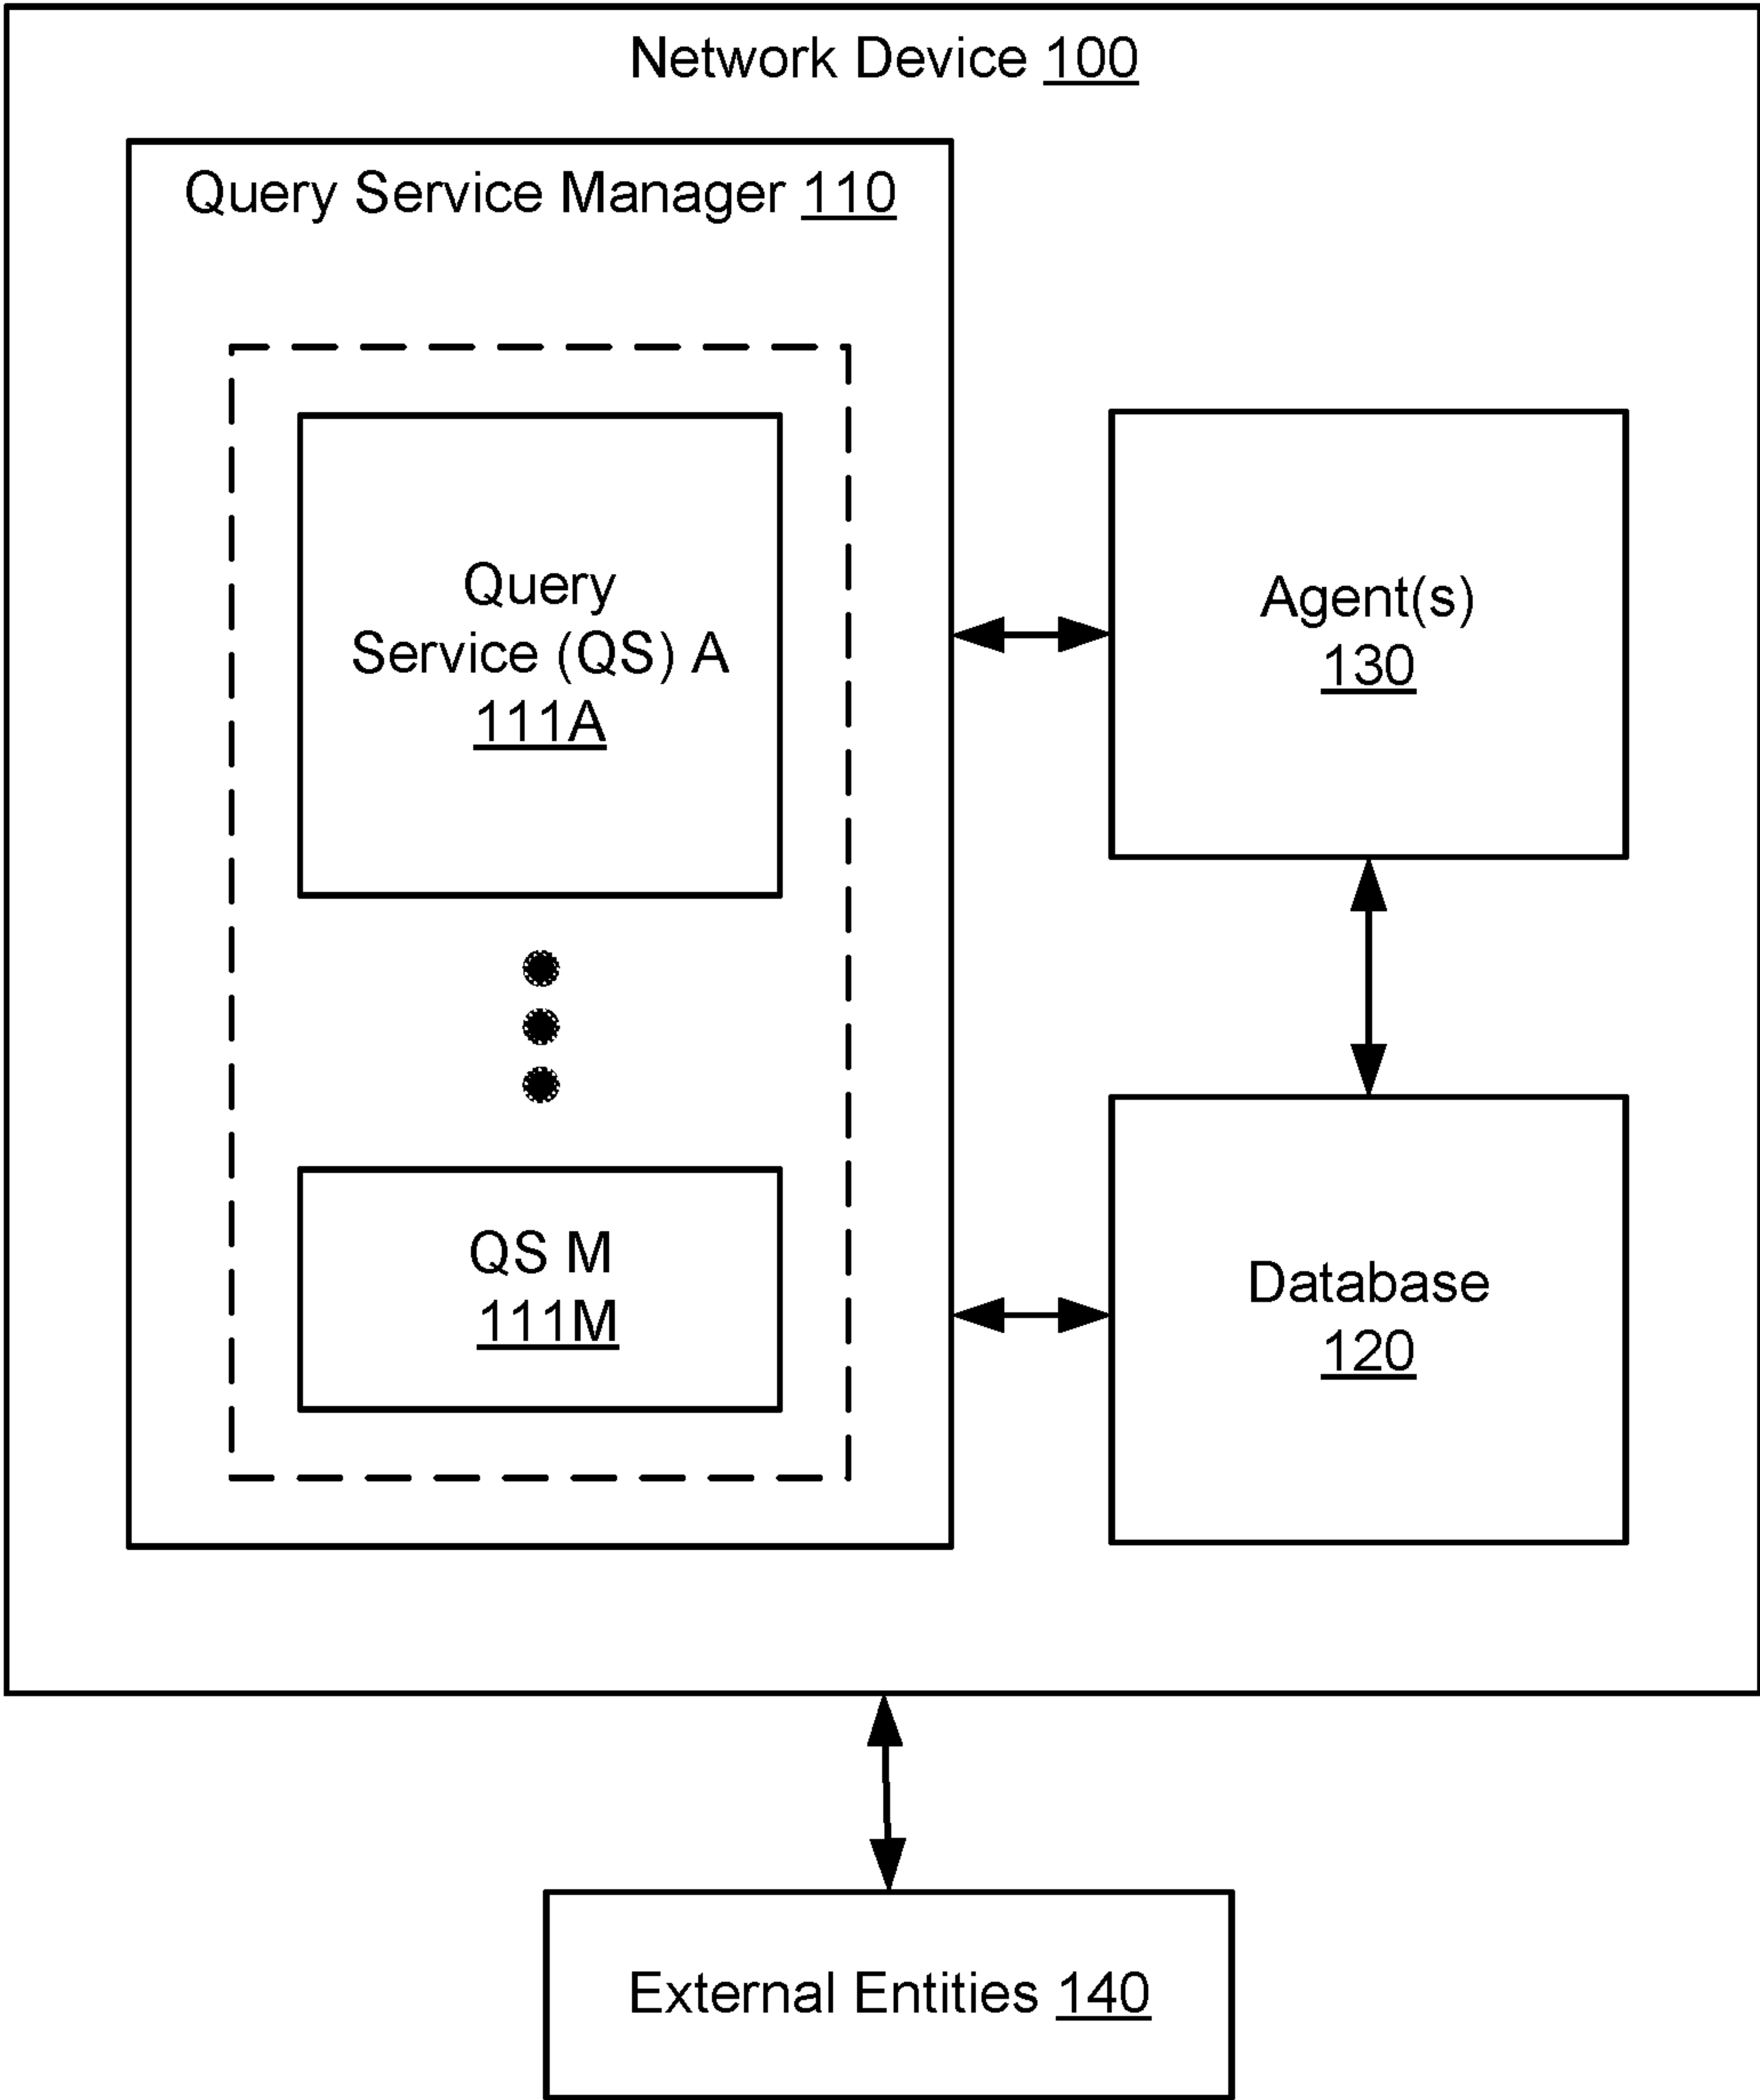 Network Device 100
Query Service Manager 110
Query
Service (QS) A
111A
QS M
111M
Agent(s)
130
Database
120
External Entities 140